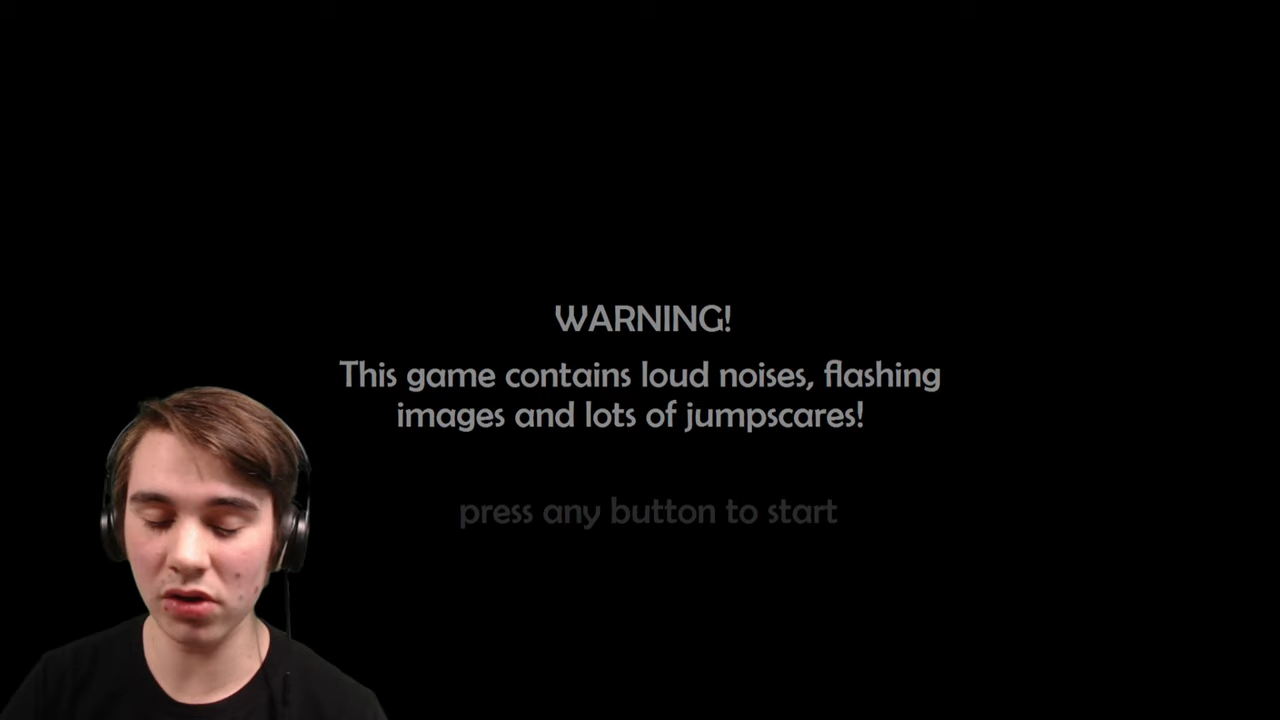 WARNING!
This game contains loud noises, flashing
images and lots of jumpscares!
press any button to start